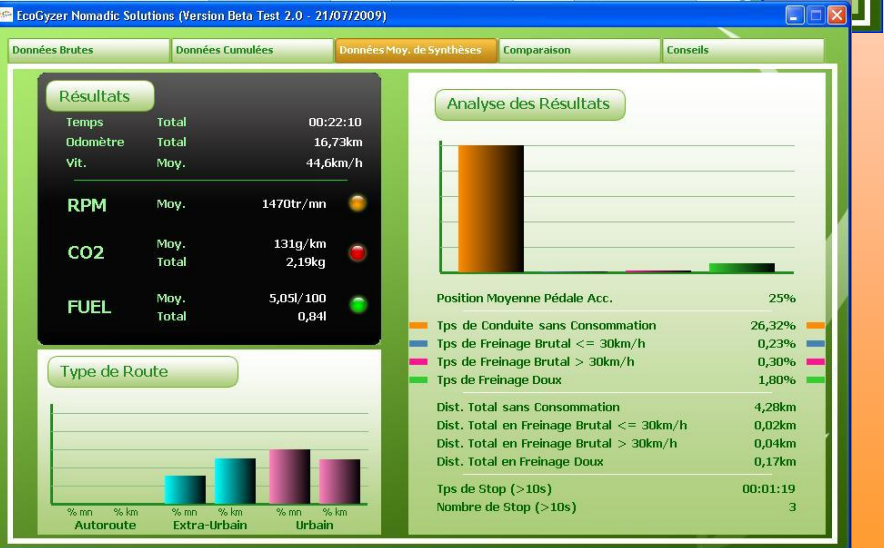 EcoGyzer Nomadic Solutions (Version Beta Test 2.0 - 21/07/2009)
Données Brutes Données Cumulées Données Moy. de Synthèses Comparaison Conseils
Résultats
Temps Total 00:22:10
Odomètre Total 16,73km
Vit. Moy. 44,6km/h
RPM Moy. 1470tr/mn
CO2 Moy. 131g/km
Total 2,19kg
FUEL Moy. 5,05l/100
Total 0,84l
Type de Route
% mn % km % mn % km % mn % km
Autoroute Extra-Urbain Urbain
Analyse des Résultats
Position Moyenne Pédale Acc. 25%
Tps de Conduite sans Consommation 26,32%
Tps de Freinage Brutal <= 30km/h 0,23%
Tps de Freinage Brutal > 30km/h 0,30%
Tps de Freinage Doux 1,80%
Dist. Total sans Consommation 4,28km
Dist. Total en Freinage Brutal <= 30km/h 0,02km
Dist. Total en Freinage Brutal > 30km/h 0,04km
Dist. Total en Freinage Doux 0,17km
Tps de Stop (>10s) 00:01:19
Nombre de Stop (>10s) 3